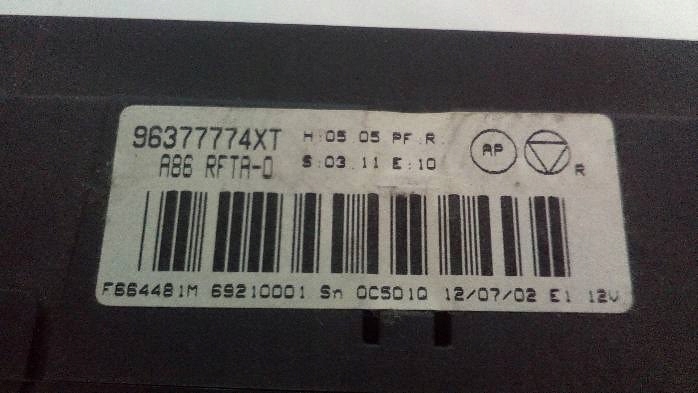 96377774XT H:05 05 PF:R.
A86 RFTA-0 S:03.11 E:10
AP
R
F664481M 69210001 Sn 0C501Q 12/07/02 E1 12V